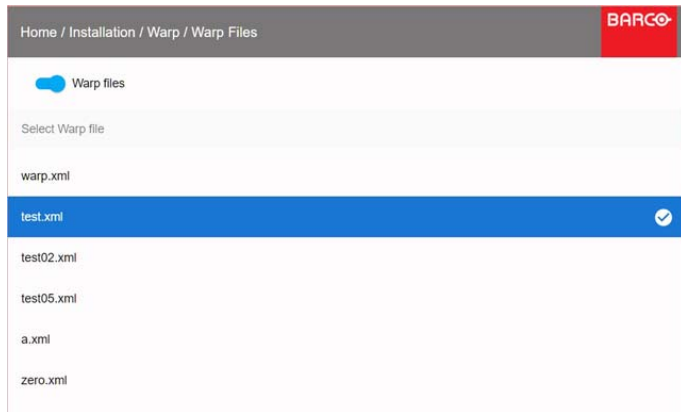 Home / Installation / Warp / Warp Files
BARCO
Warp files
Select Warp file
warp.xml
test.xml
test02.xml
test05.xml
a.xml
zero.xml